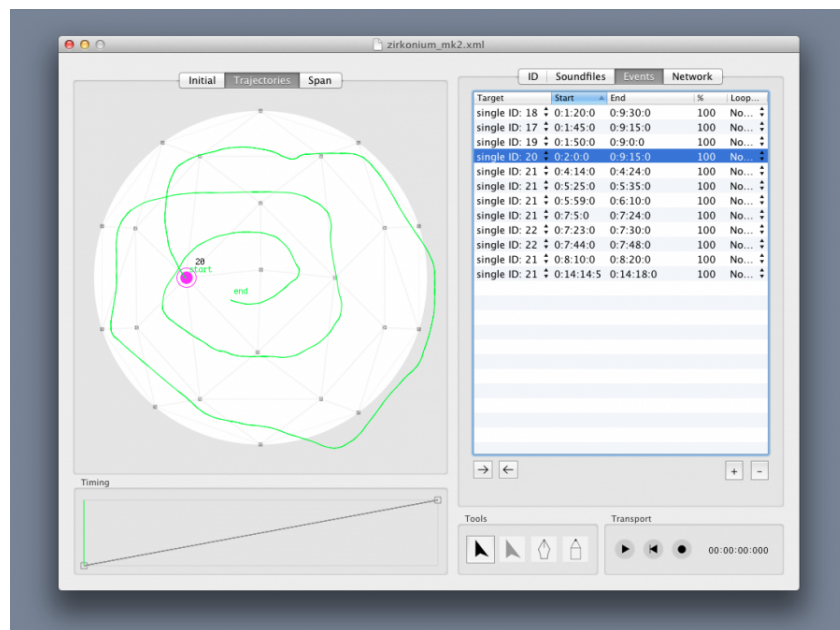 zirkonium_mk2.xml
Initial Trajectories Span
ID Soundfiles Events Network
Target Start End % Loop...
single ID: 18 0:1:20:0 0:9:30:0 100 No...
single ID: 17 0:1:45:0 0:9:15:0 100 No...
single ID: 19 0:1:50:0 0:9:0:0 100 No...
single ID: 20 0:2:0:0 0:9:15:0 100 No...
single ID: 21 0:4:14:0 0:4:24:0 100 No...
single ID: 21 0:5:25:0 0:5:35:0 100 No...
single ID: 21 0:5:59:0 0:6:10:0 100 No...
single ID: 21 0:7:5:0 0:7:24:0 100 No...
single ID: 22 0:7:23:0 0:7:30:0 100 No...
single ID: 22 0:7:44:0 0:7:48:0 100 No...
single ID: 21 0:8:10:0 0:8:20:0 100 No...
single ID: 21 0:14:14:5 0:14:18:0 100 No...
20
start
end
Timing
Tools
Transport
00:00:00:000